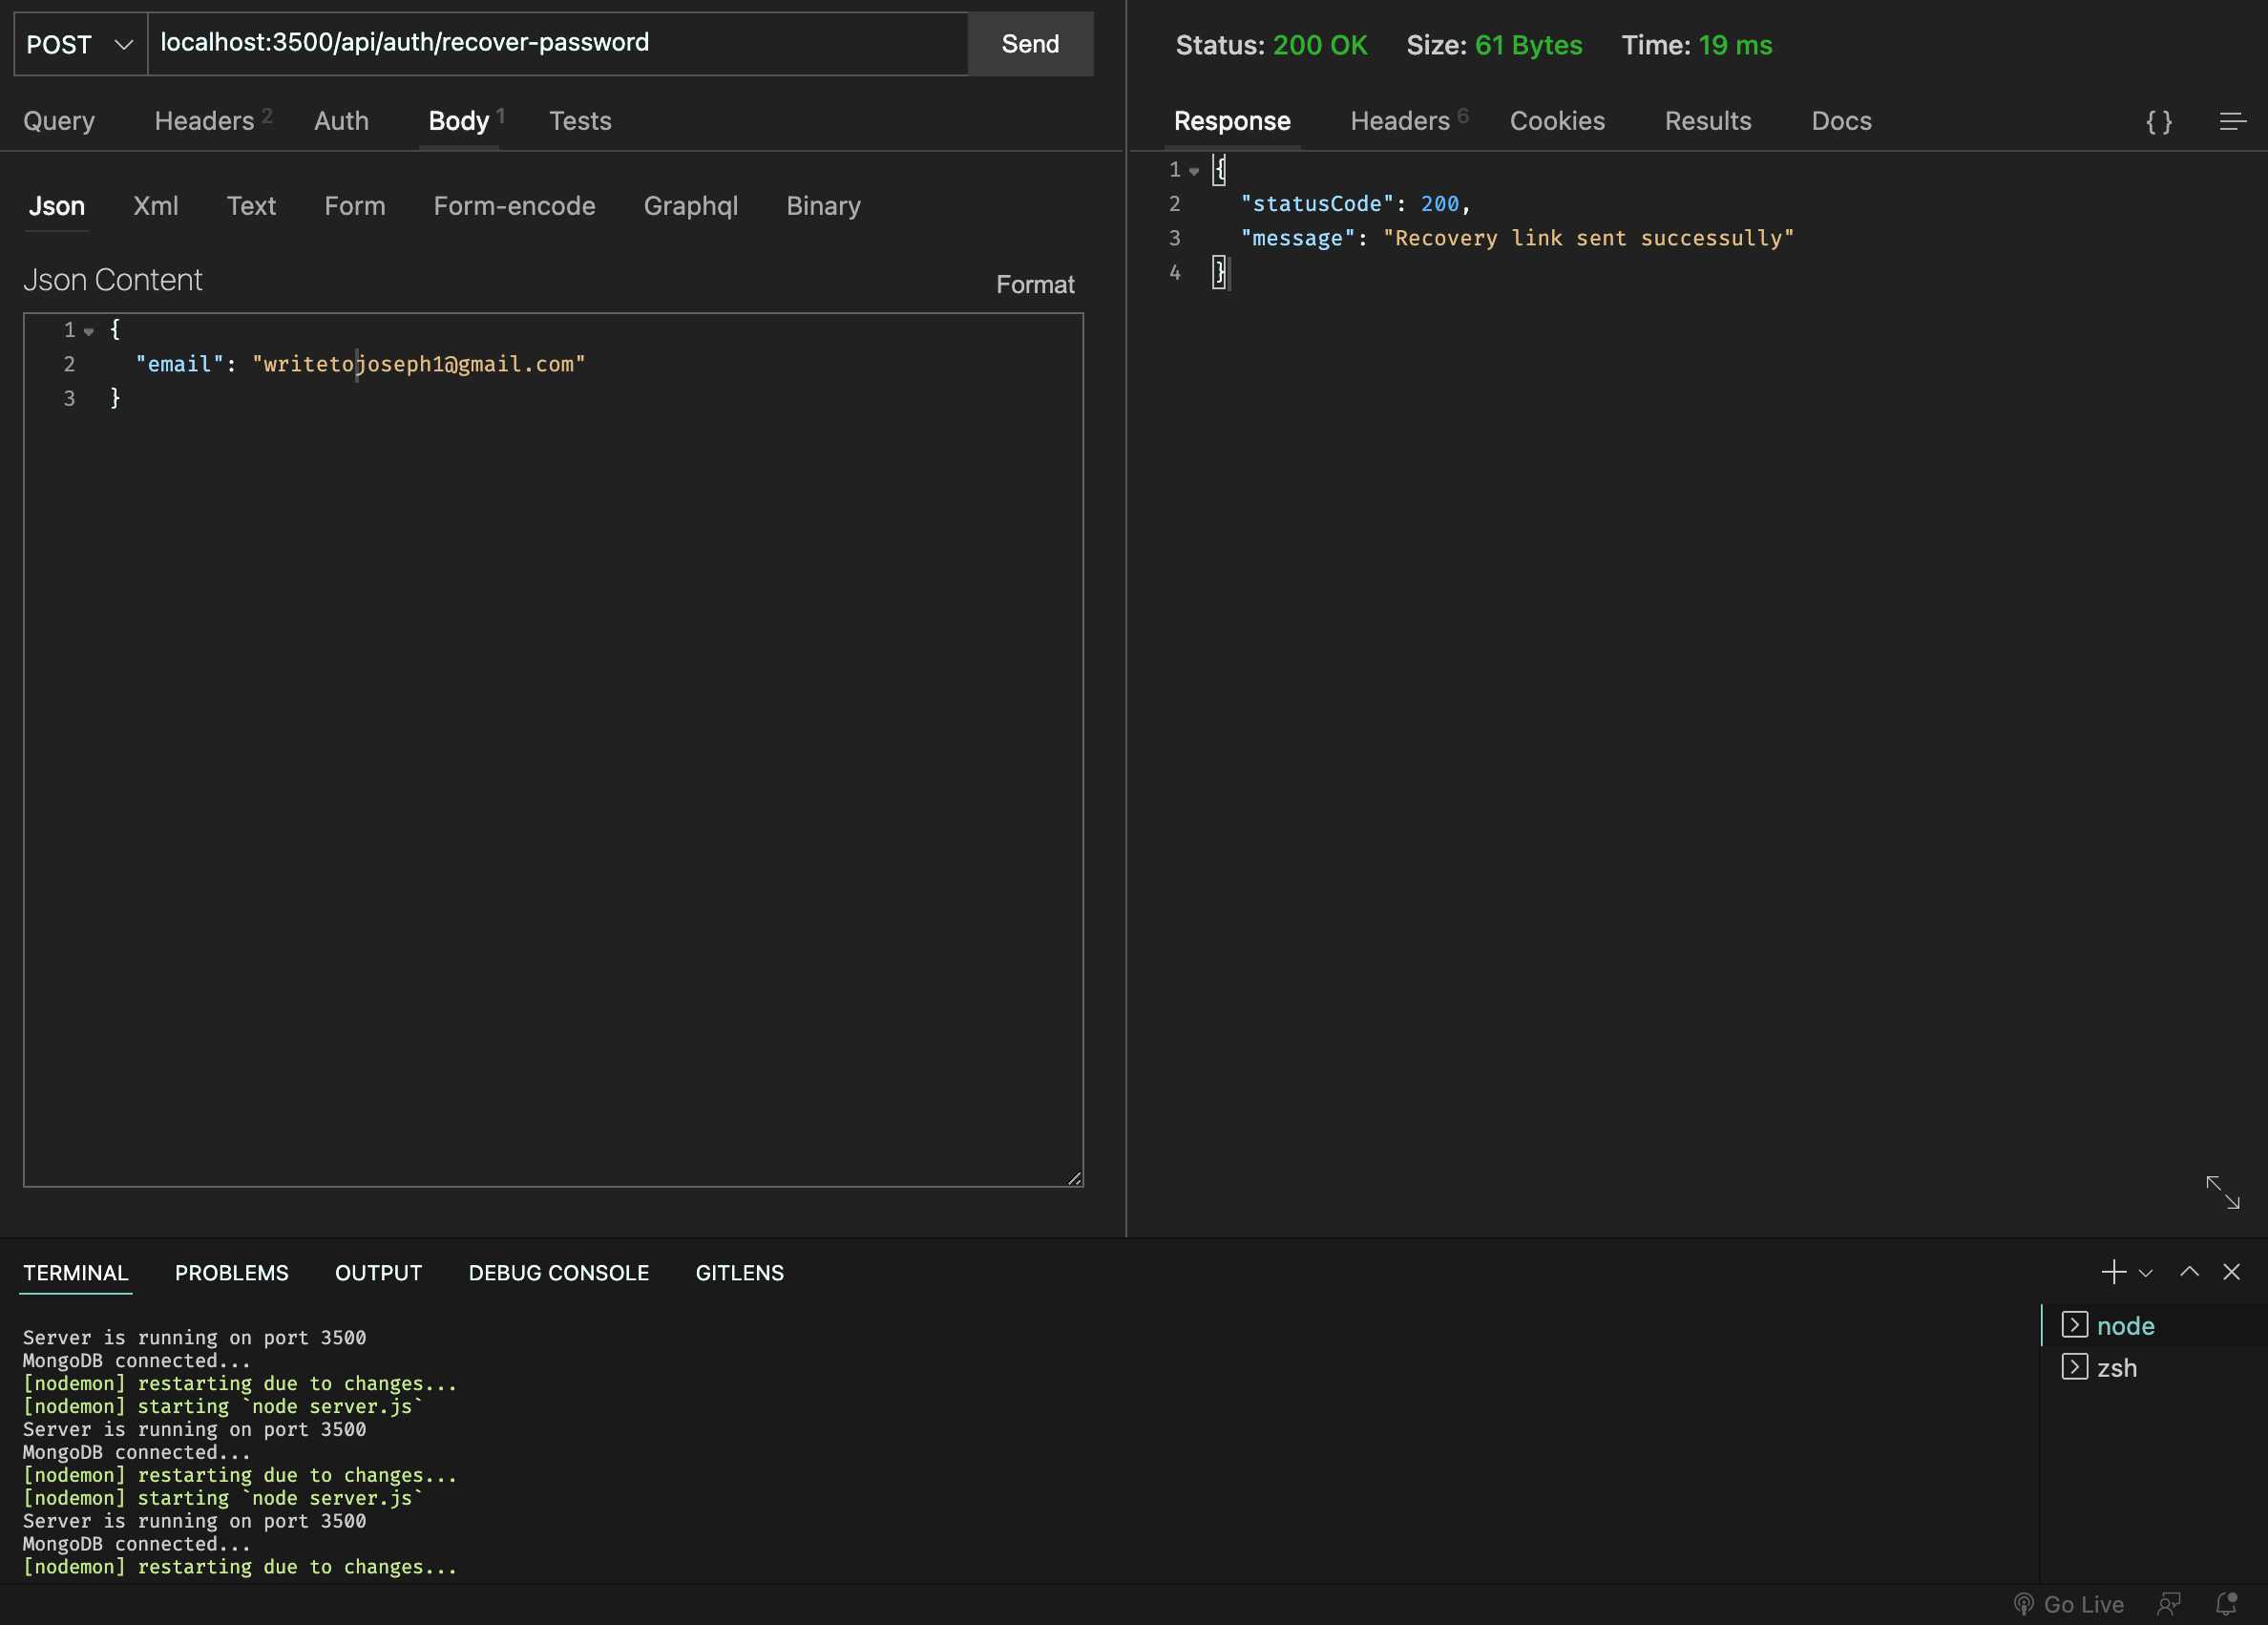 POST localhost:3500/api/auth/recover-password Send
Query Headers 2 Auth Body 1 Tests
Json Xml Text Form Form-encode Graphql Binary
Json Content Format
1 {
2 "email": "writetojoseph1@gmail.com"
3 }
Status: 200 OK Size: 61 Bytes Time: 19 ms
Response Headers 6 Cookies Results Docs { }
1 {
2 "statusCode": 200,
3 "message": "Recovery link sent successully"
4 }
TERMINAL PROBLEMS OUTPUT DEBUG CONSOLE GITLENS
Server is running on port 3500
MongoDB connected...
[nodemon] restarting due to changes...
[nodemon] starting `node server.js`
Server is running on port 3500
MongoDB connected...
[nodemon] restarting due to changes...
[nodemon] starting `node server.js`
Server is running on port 3500
MongoDB connected...
[nodemon] restarting due to changes...
node
zsh
Go Live